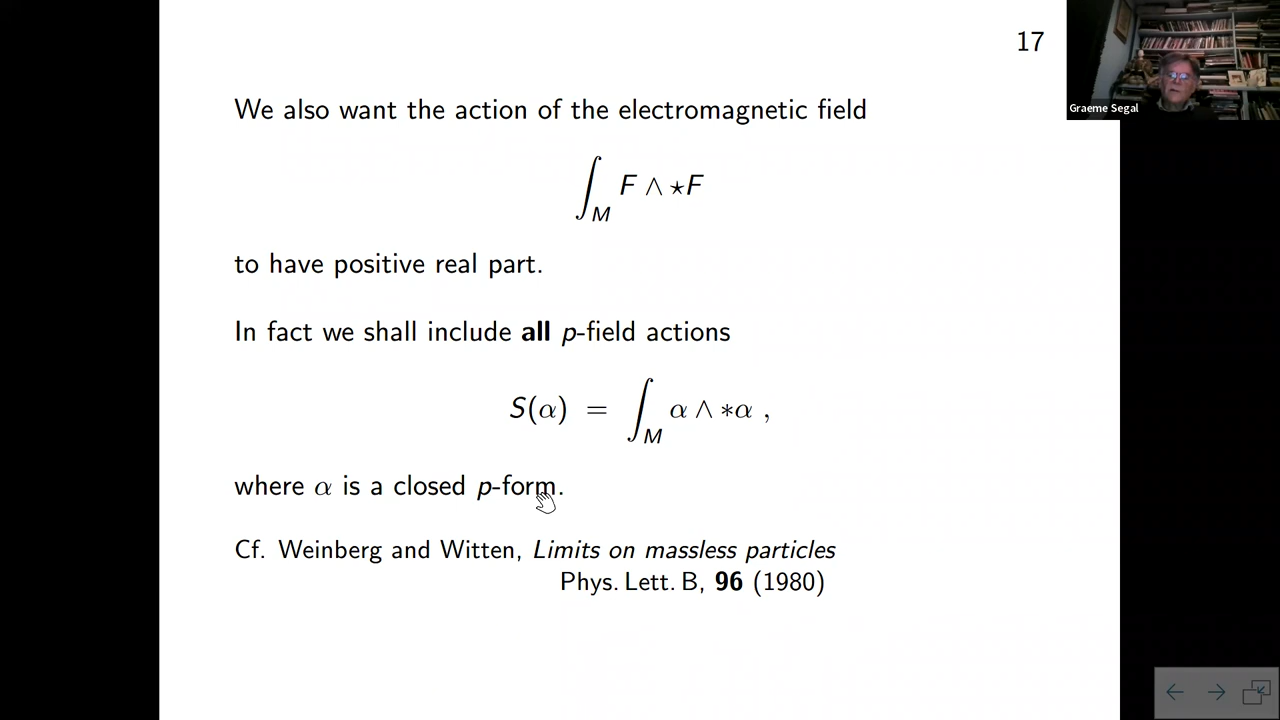 17
Graeme Segal
We also want the action of the electromagnetic field
∫_M F ∧ ⋆F
to have positive real part.
In fact we shall include all p-field actions
S(α) = ∫_M α ∧ ∗α ,
where α is a closed p-form.
Cf. Weinberg and Witten, Limits on massless particles
Phys. Lett. B, 96 (1980)